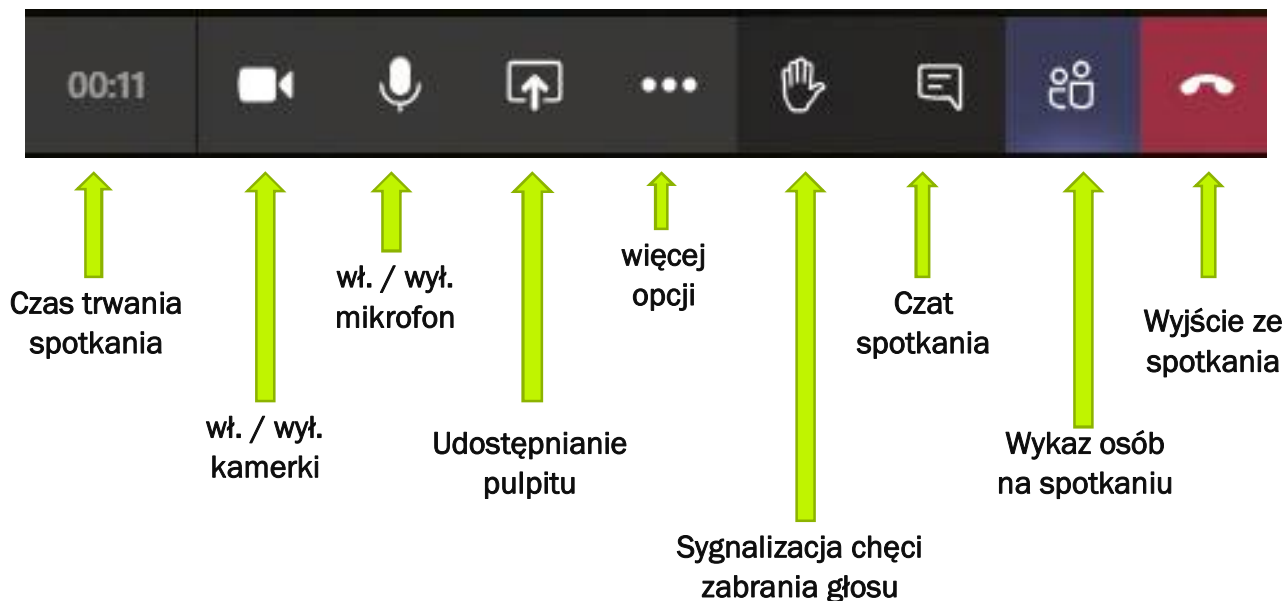 00:11
Czas trwania
spotkania
wł. / wył.
kamerki
wł. / wył.
mikrofon
Udostępnianie
pulpitu
więcej
opcji
Sygnalizacja chęci
zabrania głosu
Czat
spotkania
Wykaz osób
na spotkaniu
Wyjście ze
spotkania